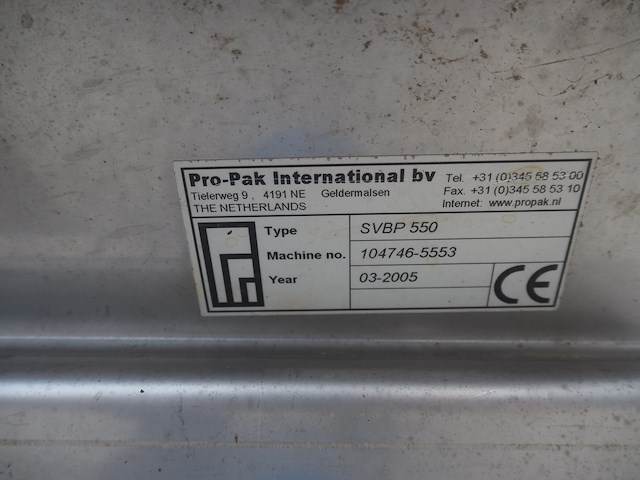 Pro-Pak International bv
Tielerweg 9 , 4191 NE Geldermalsen
THE NETHERLANDS
Tel. +31 (0)345 58 53 00
Fax. +31 (0)345 58 53 10
Internet: www.propak.nl
Type SVBP 550
Machine no. 104746-5553
Year 03-2005
CE